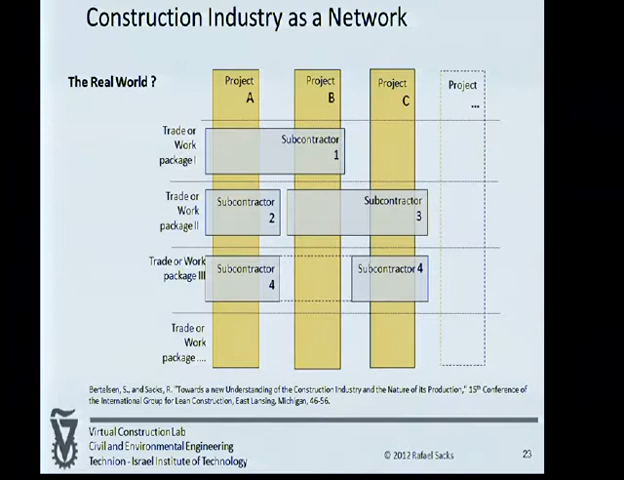 Construction Industry as a Network
The Real World ?
Project
A
Project
B
Project
C
Project
...
Trade or
Work
package I
Subcontractor
1
Trade or
Work
package II
Subcontractor
2
Subcontractor
3
Trade or Work
package III
Subcontractor
4
Subcontractor 4
Trade or
Work
package ....
Bertelsen, S., and Sacks, R. "Towards a new Understanding of the Construction Industry and the Nature of its Production," 15th Conference of
the International Group for Lean Construction, East Lansing, Michigan, 46-56.
Virtual Construction Lab
Civil and Environmental Engineering
Technion - Israel Institute of Technology
© 2012 Rafael Sacks
23